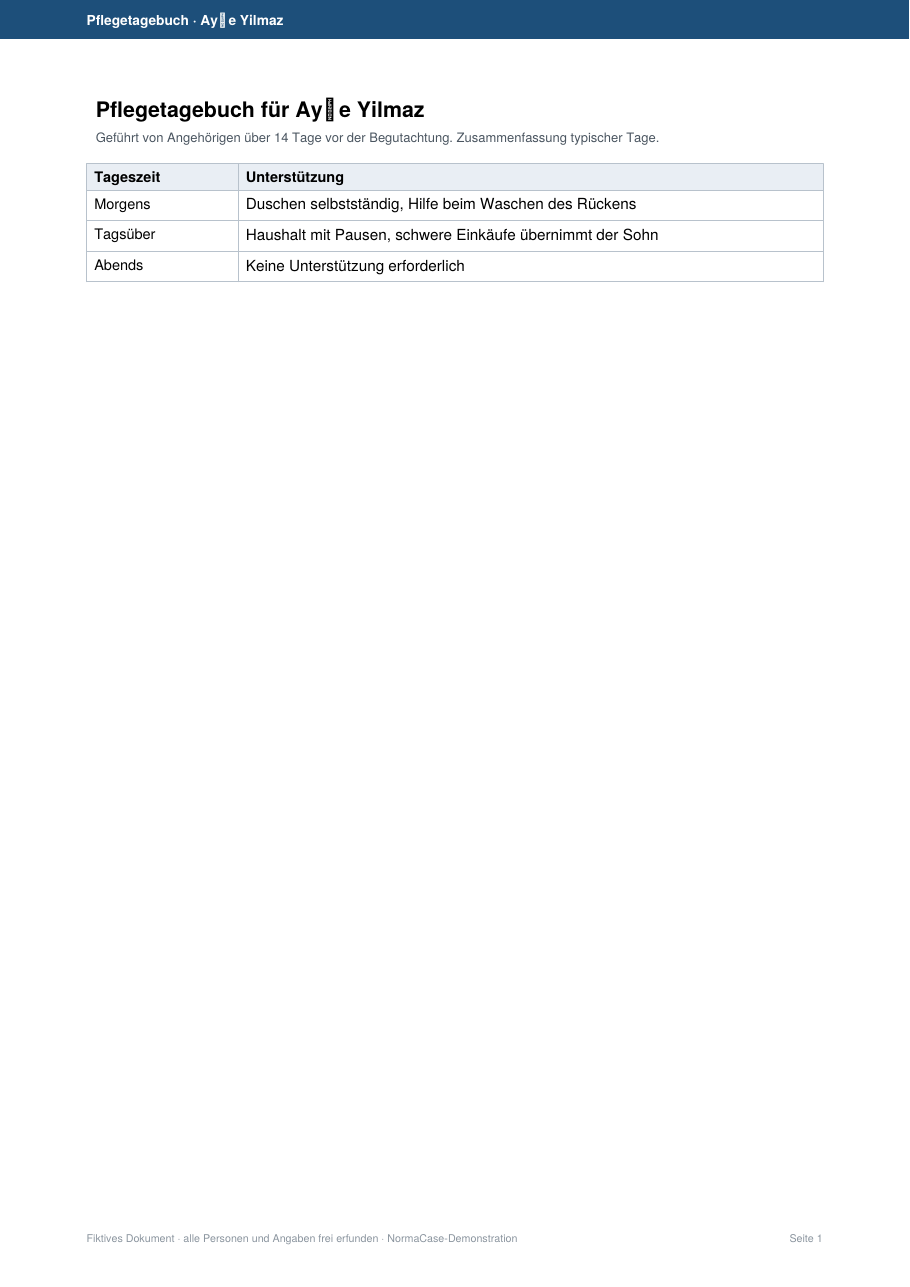 Pflegetagebuch · Ay▯e Yilmaz
Pflegetagebuch für Ay▯e Yilmaz
Geführt von Angehörigen über 14 Tage vor der Begutachtung. Zusammenfassung typischer Tage.
Tageszeit Unterstützung
Morgens Duschen selbstständig, Hilfe beim Waschen des Rückens
Tagsüber Haushalt mit Pausen, schwere Einkäufe übernimmt der Sohn
Abends Keine Unterstützung erforderlich
Fiktives Dokument · alle Personen und Angaben frei erfunden · NormaCase-Demonstration Seite 1